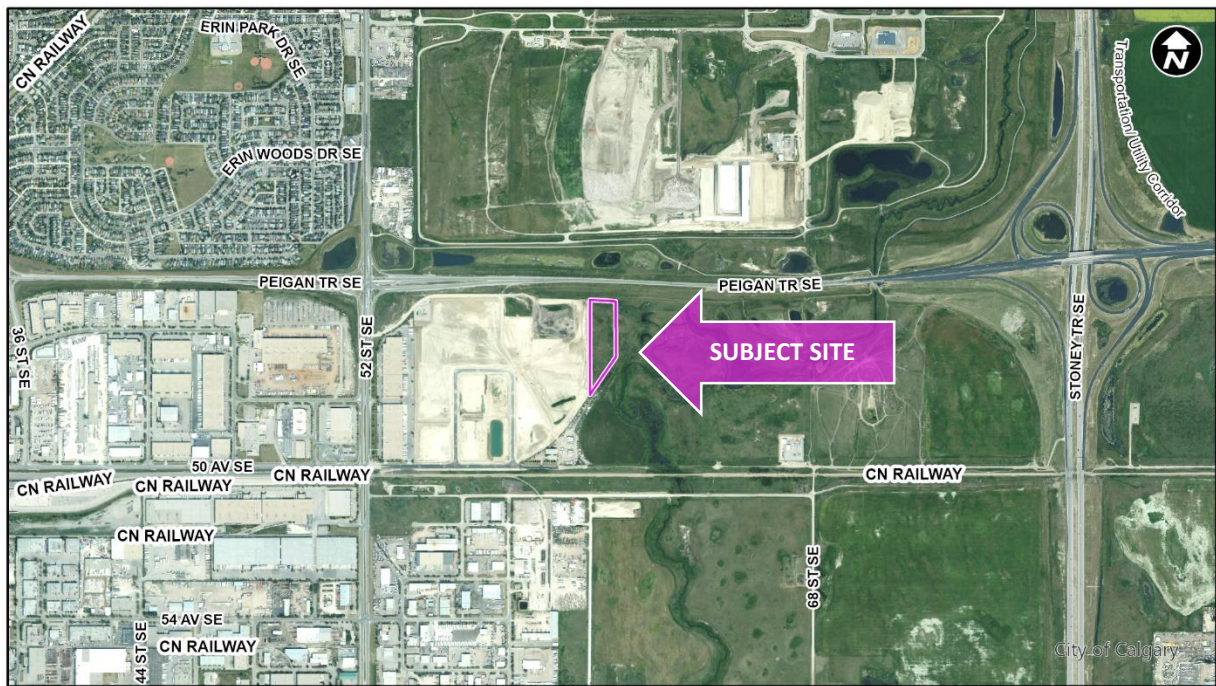 CN RAILWAY
ERIN PARK DR SE
ERIN WOODS DR SE
N
Transportation/ Utility Corridor
PEIGAN TR SE
PEIGAN TR SE
36 ST SE
52 ST SE
SUBJECT SITE
STONEY TR SE
50 AV SE
CN RAILWAY
CN RAILWAY
CN RAILWAY
CN RAILWAY
CN RAILWAY
68 ST SE
54 AV SE
CN RAILWAY
44 ST SE
City of Calgary